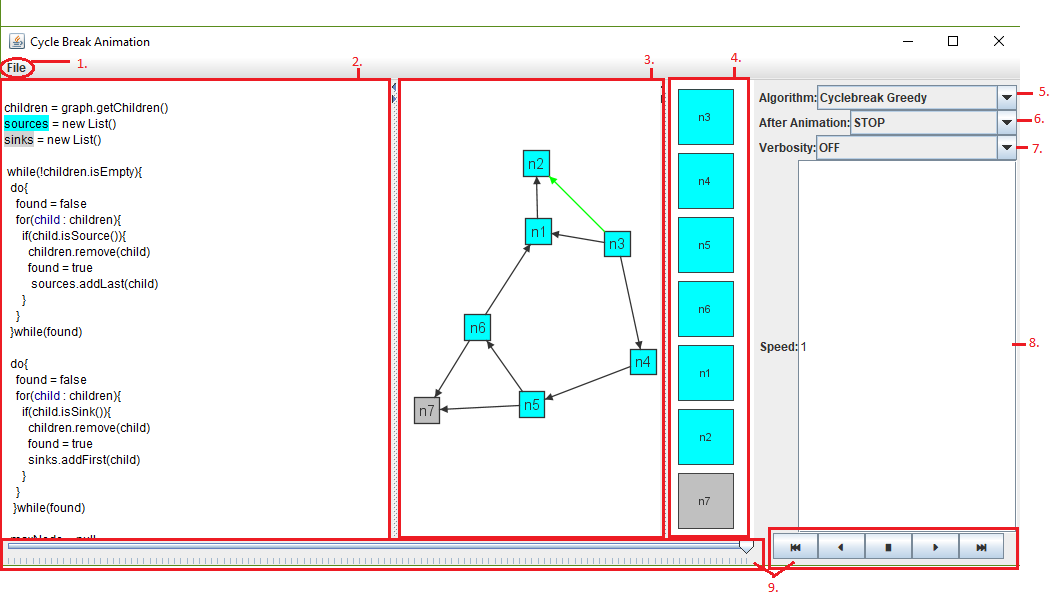 Cycle Break Animation
File
1.
2.
3.
4.
children = graph.getChildren()
sources = new List()
sinks = new List()
while(!children.isEmpty){
do{
found = false
for(child : children){
if(child.isSource()){
children.remove(child)
found = true
sources.addLast(child)
}
}
}while(found)
do{
found = false
for(child : children){
if(child.isSink()){
children.remove(child)
found = true
sinks.addFirst(child)
}
}
}while(found)
n2
n1
n3
n6
n4
n5
n7
n3
n4
n5
n6
n1
n2
n7
Algorithm: Cyclebreak Greedy
5.
After Animation: STOP
6.
Verbosity: OFF
7.
Speed: 1
8.
9.